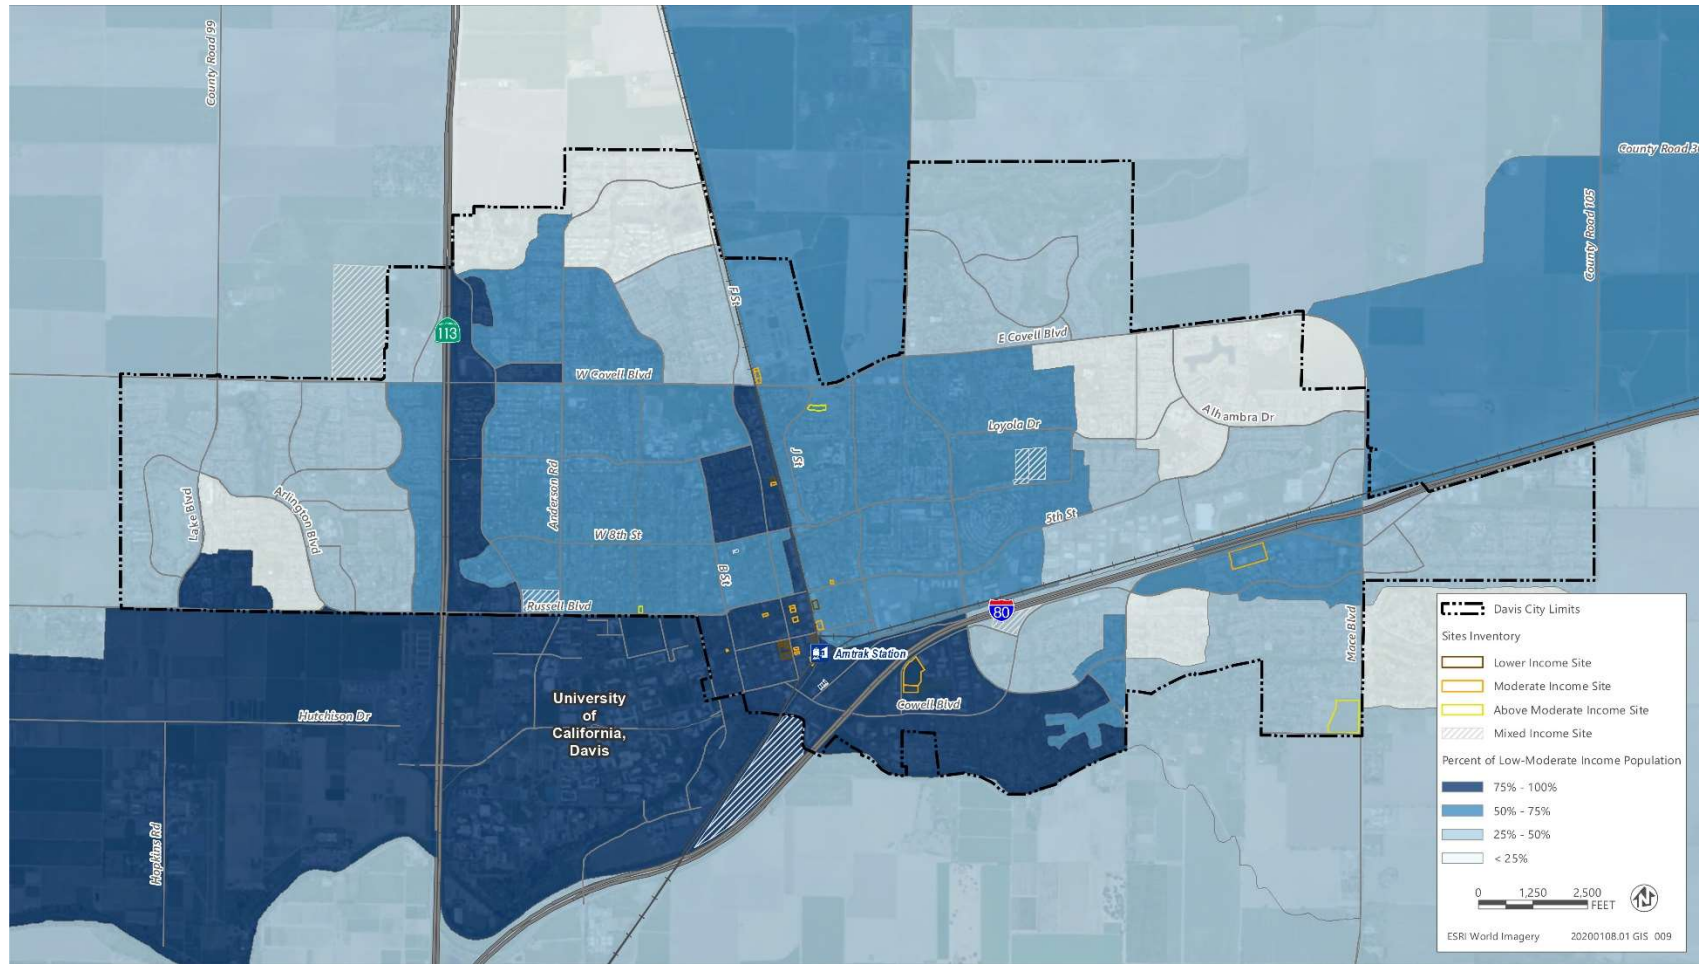 County Road 99
County Road 30
County Road 105
F St
113
E Covell Blvd
W Covell Blvd
Alhambra Dr
Loyola Dr
J St
Lake Blvd
Arlington Blvd
Anderson Rd
W 8th St
5th St
B St
Russell Blvd
80
Mace Blvd
Amtrak Station
University
of
California,
Davis
Cowell Blvd
Hutchison Dr
Hopkins Rd
Davis City Limits
Sites Inventory
Lower Income Site
Moderate Income Site
Above Moderate Income Site
Mixed Income Site
Percent of Low-Moderate Income Population
75% - 100%
50% - 75%
25% - 50%
< 25%
0 1,250 2,500
FEET
ESRI World Imagery 20200108.01 GIS 009